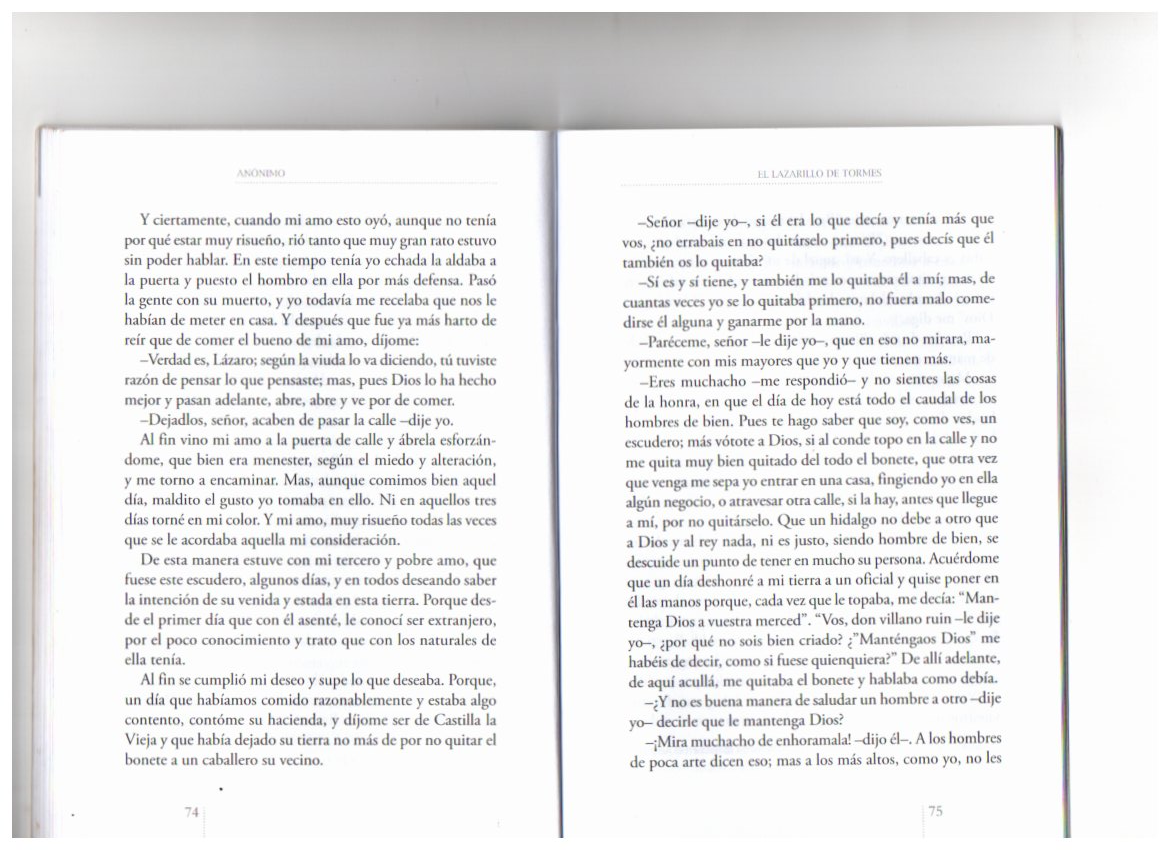 ANÓNIMO
Y ciertamente, cuando mi amo esto oyó, aunque no tenía
por qué estar muy risueño, rió tanto que muy gran rato estuvo
sin poder hablar. En este tiempo tenía yo echada la aldaba a
la puerta y puesto el hombro en ella por más defensa. Pasó
la gente con su muerto, y yo todavía me recelaba que nos le
habían de meter en casa. Y después que fue ya más harto de
reír que de comer el bueno de mi amo, díjome:
–Verdad es, Lázaro; según la viuda lo va diciendo, tú tuviste
razón de pensar lo que pensaste; mas, pues Dios lo ha hecho
mejor y pasan adelante, abre, abre y ve por de comer.
–Dejadlos, señor, acaben de pasar la calle –dije yo.
Al fin vino mi amo a la puerta de calle y ábrela esforzán-
dome, que bien era menester, según el miedo y alteración,
y me torno a encaminar. Mas, aunque comimos bien aquel
día, maldito el gusto yo tomaba en ello. Ni en aquellos tres
días torné en mi color. Y mi amo, muy risueño todas las veces
que se le acordaba aquella mi consideración.
De esta manera estuve con mi tercero y pobre amo, que
fuese este escudero, algunos días, y en todos deseando saber
la intención de su venida y estada en esta tierra. Porque des-
de el primer día que con él asenté, le conocí ser extranjero,
por el poco conocimiento y trato que con los naturales de
ella tenía.
Al fin se cumplió mi deseo y supe lo que deseaba. Porque,
un día que habíamos comido razonablemente y estaba algo
contento, contóme su hacienda, y díjome ser de Castilla la
Vieja y que había dejado su tierra no más de por no quitar el
bonete a un caballero su vecino.
74
EL LAZARILLO DE TORMES
–Señor –dije yo–, si él era lo que decía y tenía más que
vos, ¿no errabais en no quitárselo primero, pues decís que él
también os lo quitaba?
–Sí es y sí tiene, y también me lo quitaba él a mí; mas, de
cuantas veces yo se lo quitaba primero, no fuera malo come-
dirse él alguna y ganarme por la mano.
–Paréceme, señor –le dije yo–, que en eso no mirara, ma-
yormente con mis mayores que yo y que tienen más.
–Eres muchacho –me respondió– y no sientes las cosas
de la honra, en que el día de hoy está todo el caudal de los
hombres de bien. Pues te hago saber que soy, como ves, un
escudero; más vótote a Dios, si al conde topo en la calle y no
me quita muy bien quitado del todo el bonete, que otra vez
que venga me sepa yo entrar en una casa, fingiendo yo en ella
algún negocio, o atravesar otra calle, si la hay, antes que llegue
a mí, por no quitárselo. Que un hidalgo no debe a otro que
a Dios y al rey nada, ni es justo, siendo hombre de bien, se
descuide un punto de tener en mucho su persona. Acuérdome
que un día deshonré a mi tierra a un oficial y quise poner en
él las manos porque, cada vez que le topaba, me decía: “Man-
tenga Dios a vuestra merced”. “Vos, don villano ruin –le dije
yo–, ¿por qué no sois bien criado? ¿”Manténgaos Dios” me
habéis de decir, como si fuese quienquiera?” De allí adelante,
de aquí acullá, me quitaba el bonete y hablaba como debía.
–¿Y no es buena manera de saludar un hombre a otro –dije
yo– decirle que le mantenga Dios?
–¡Mira muchacho de enhoramala! –dijo él–. A los hombres
de poca arte dicen eso; mas a los más altos, como yo, no les
75